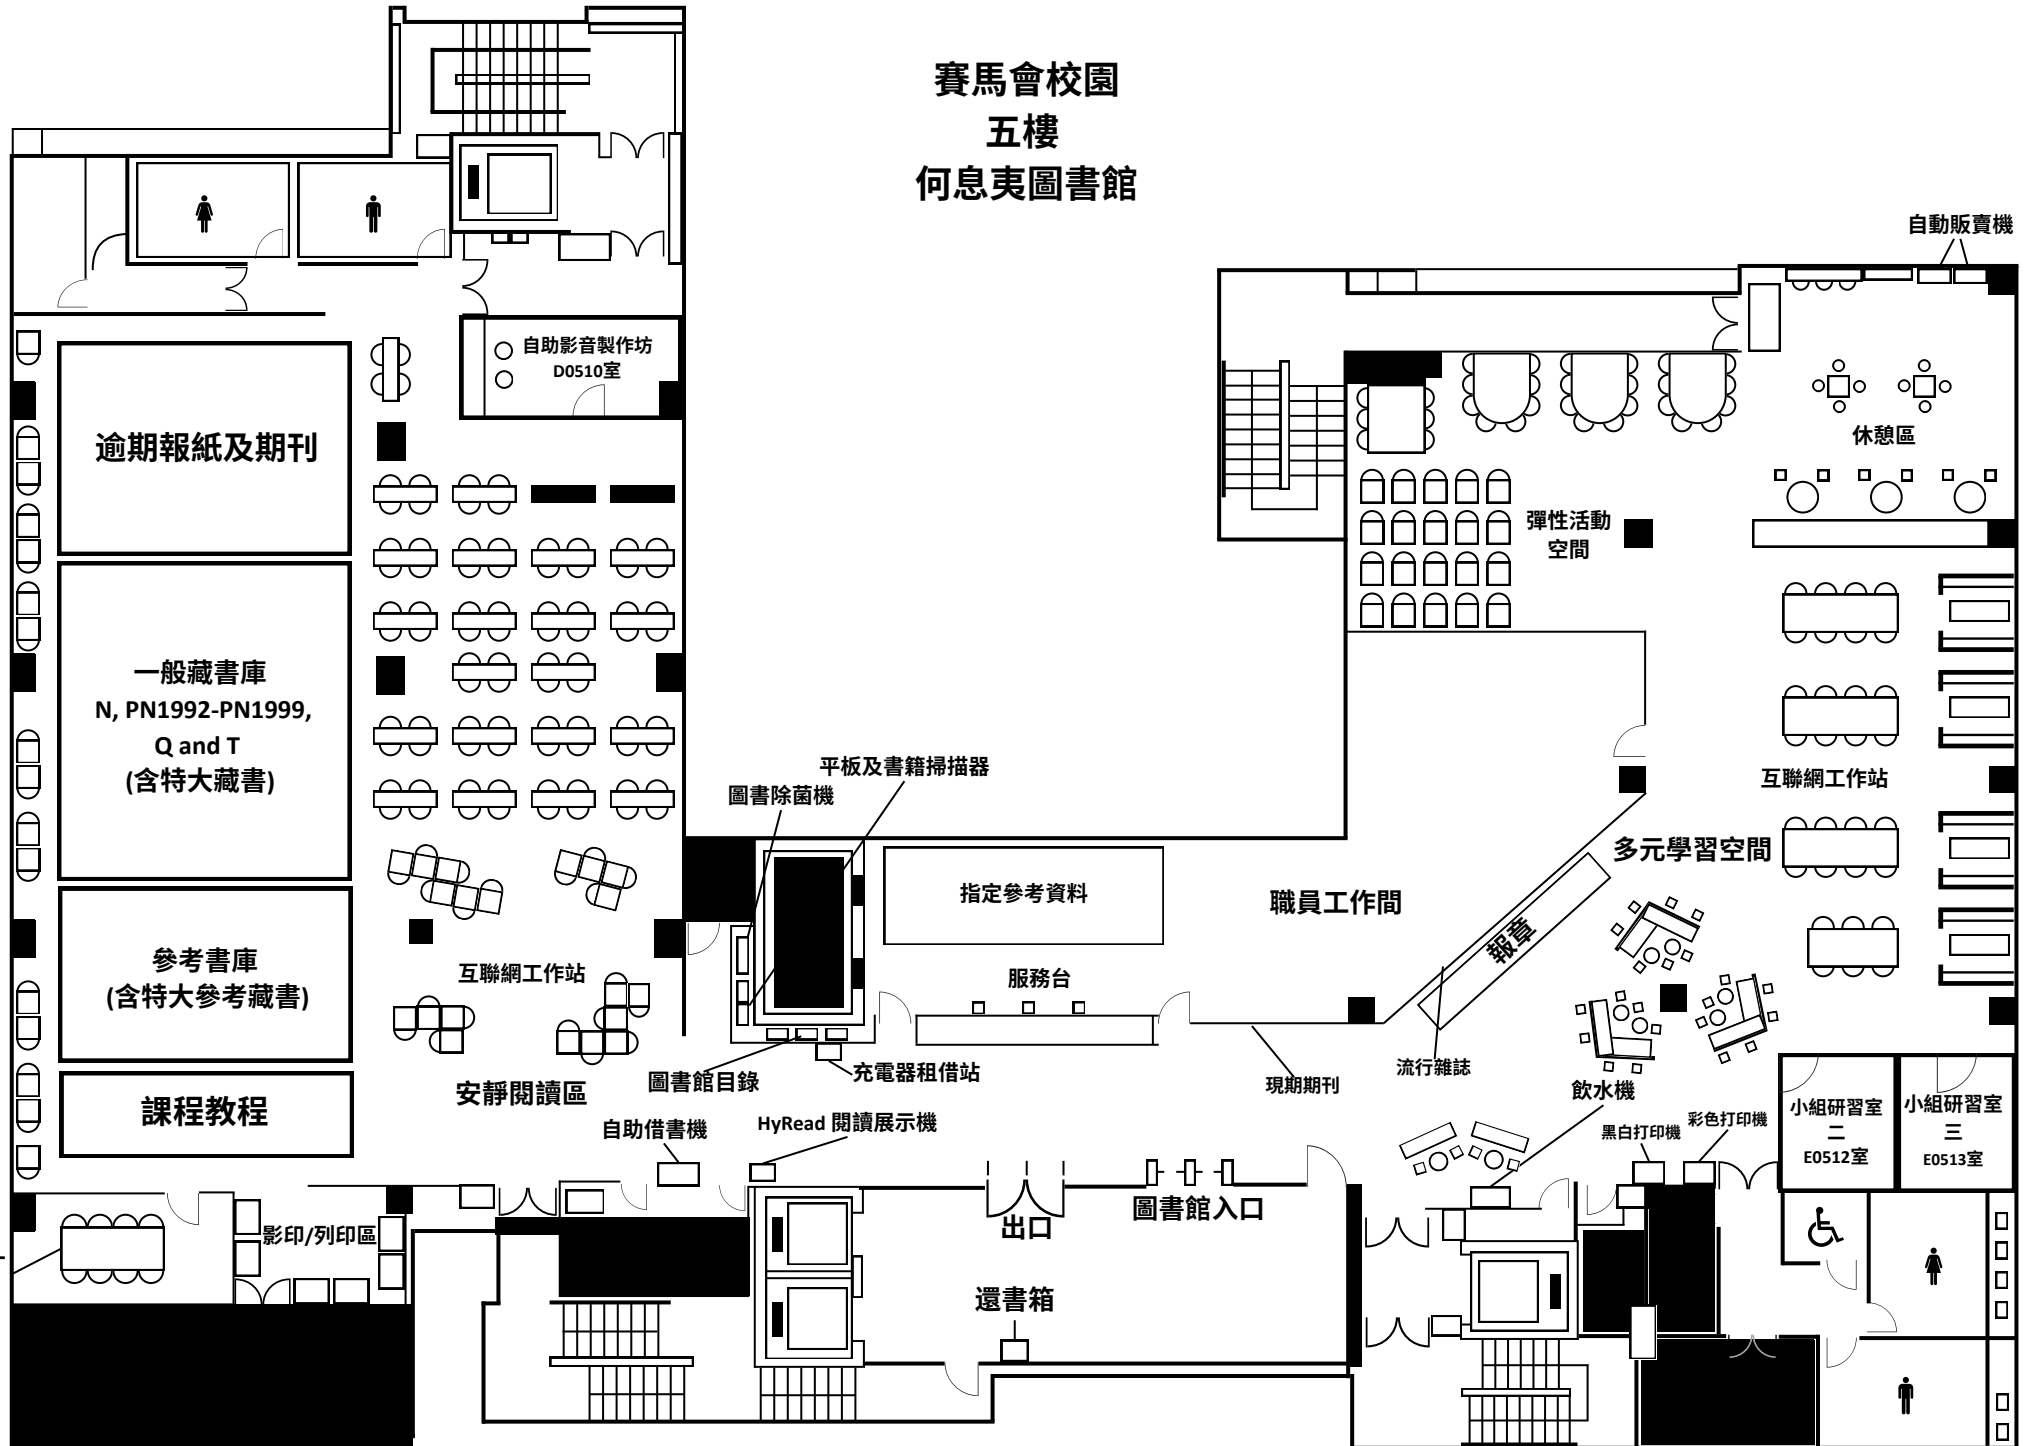 賽馬會校園
五樓
何息夷圖書館
自動販賣機
自助影音製作坊
D0510室
逾期報紙及期刊
休憩區
彈性活動
空間
一般藏書庫
N, PN1992-PN1999,
Q and T
(含特大藏書)
平板及書籍掃描器
圖書除菌機
互聯網工作站
多元學習空間
指定參考資料
職員工作間
報章
參考書庫
(含特大參考藏書)
互聯網工作站
服務台
流行雜誌
現期期刊
充電器租借站
圖書館目錄
安靜閱讀區
飲水機
課程教程
自助借書機
HyRead 閱讀展示機
黑白打印機
彩色打印機
小組研習室
二
E0512室
小組研習室
三
E0513室
影印/列印區
出口
圖書館入口
還書箱